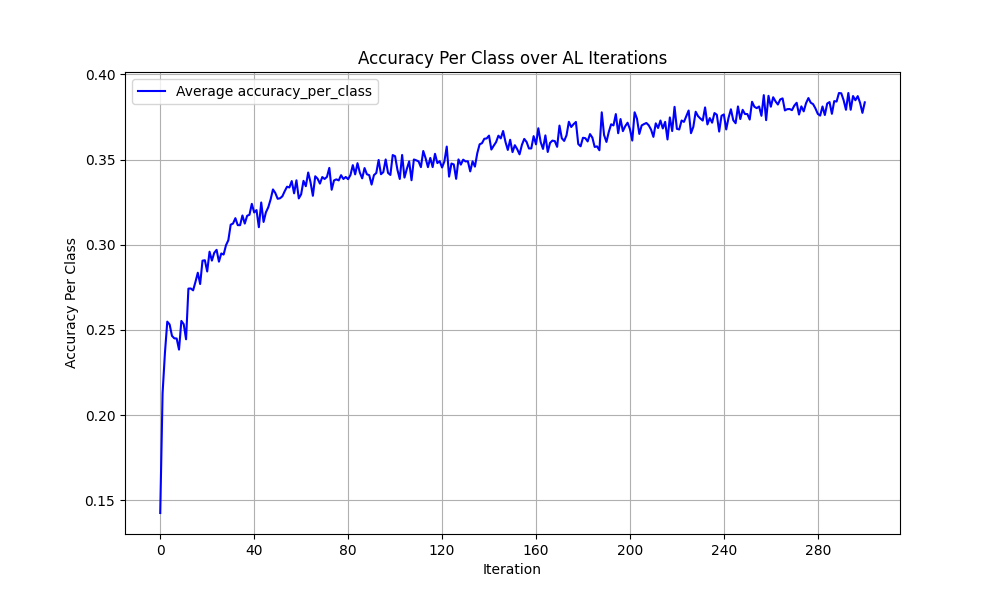 Accuracy Per Class over AL Iterations
Average accuracy_per_class
Accuracy Per Class
0.40
0.35
0.30
0.25
0.20
0.15
0 40 80 120 160 200 240 280
Iteration